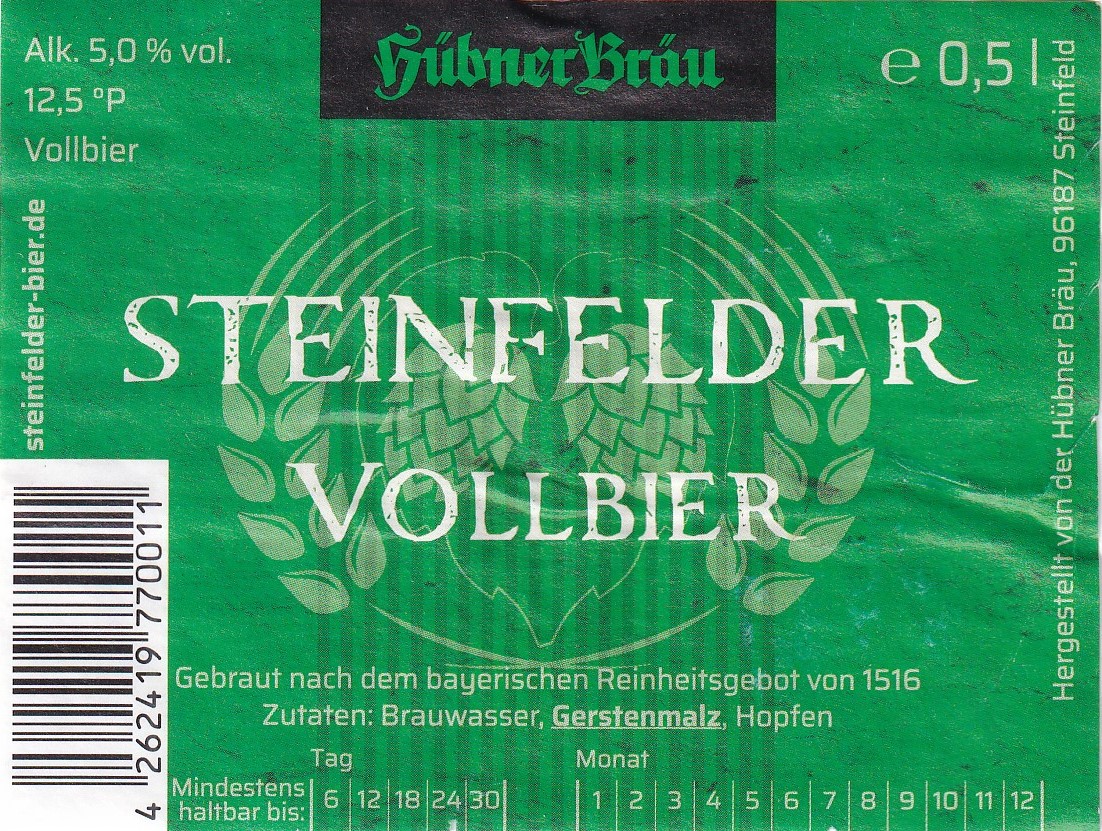 Alk. 5,0 % vol.
12,5 °P
Vollbier
HübnerBräu
℮ 0,5 l
steinfelder-bier.de
Hergestellt von der Hübner Bräu, 96187 Steinfeld
STEINFELDER
VOLLBIER
Gebraut nach dem bayerischen Reinheitsgebot von 1516
Zutaten: Brauwasser, Gerstenmalz, Hopfen
Tag Monat
Mindestens
haltbar bis: 6 12 18 24 30 1 2 3 4 5 6 7 8 9 10 11 12
4 262419 770011